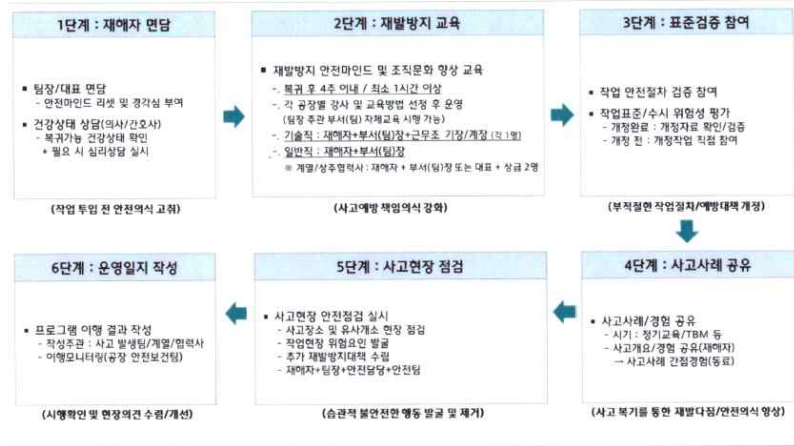 1단계 : 재해자 면담
▪ 팀장/대표 면담
- 안전마인드 리셋 및 경각심 부여
▪ 건강상태 상담(의사/간호사)
- 복귀가능 건강상태 확인
* 필요 시 심리상담 실시
(작업 투입 전 안전의식 고취)
2단계 : 재발방지 교육
▪ 재발방지 안전마인드 및 조직문화 향상 교육
-. 복귀 후 4주 이내 / 최소 1시간 이상
-. 각 공장별 강사 및 교육방법 선정 후 운영
(팀장 주관 부서(팀) 자체교육 시행 가능)
-. 기술직 : 재해자+부서(팀)장+근무조 기장/계장 (각 1명)
-. 일반직 : 재해자+부서(팀)장
※ 계열/상주협력사 : 재해자 + 부서(팀)장 또는 대표 + 상급 2명
(사고예방 책임의식 강화)
3단계 : 표준검증 참여
▪ 작업 안전절차 검증 참여
▪ 작업표준/수시 위험성 평가
- 개정완료 : 개정자료 확인/검증
- 개정 전 : 개정작업 직접 참여
(부적절한 작업절차/예방대책 개정)
4단계 : 사고사례 공유
▪ 사고사례/경험 공유
- 시기 : 정기교육/TBM 등
- 사고개요/경험 공유(재해자)
→ 사고사례 간접경험(동료)
(사고 복기를 통한 재발다짐/안전의식 향상)
5단계 : 사고현장 점검
▪ 사고현장 안전점검 실시
- 사고장소 및 유사개소 현장 점검
- 작업현장 위험요인 발굴
- 추가 재발방지대책 수립
- 재해자+팀장+안전담당+안전팀
(습관적 불안전한 행동 발굴 및 제거)
6단계 : 운영일지 작성
▪ 프로그램 이행 결과 작성
- 작성주관 : 사고 발생팀/계열/협력사
- 이행모니터링(공장 안전보건팀)
(시행확인 및 현장의견 수렴/개선)